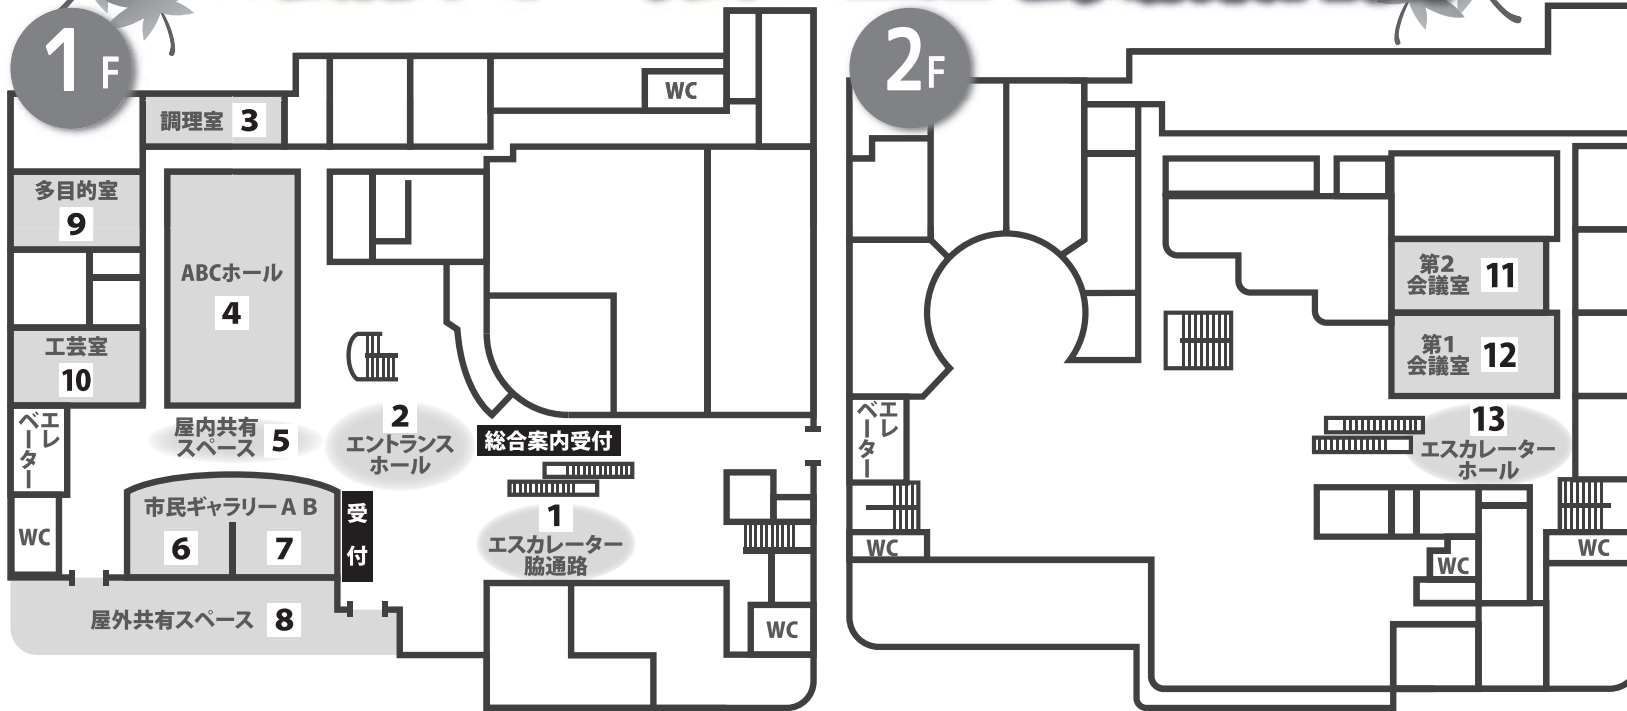 1F
WC
調理室 3
多目的室
9
ABCホール
4
工芸室
10
エレ
ベーター
屋内共有
スペース 5
2
エントランス
ホール
総合案内受付
市民ギャラリー A B
6 7
受付
WC
1
エスカレーター
脇通路
屋外共有スペース 8
WC
2F
第2
会議室 11
第1
会議室 12
13
エスカレーター
ホール
エレ
ベーター
WC
WC
WC